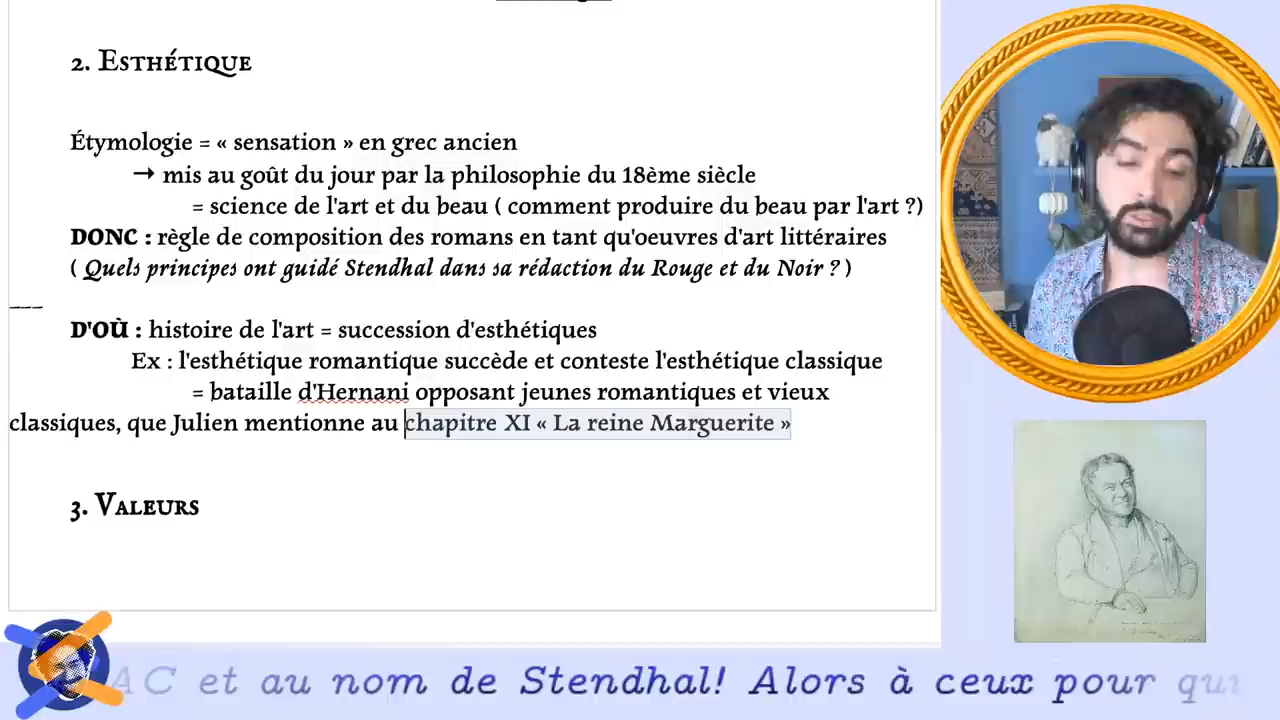 2. Esthétique
Étymologie = « sensation » en grec ancien
→ mis au goût du jour par la philosophie du 18ème siècle
= science de l'art et du beau ( comment produire du beau par l'art ?)
DONC : règle de composition des romans en tant qu'oeuvres d'art littéraires
( Quels principes ont guidé Stendhal dans sa rédaction du Rouge et du Noir ? )
D'OÙ : histoire de l'art = succession d'esthétiques
Ex : l'esthétique romantique succède et conteste l'esthétique classique
= bataille d'Hernani opposant jeunes romantiques et vieux
classiques, que Julien mentionne au chapitre XI « La reine Marguerite »
3. Valeurs
AC et au nom de Stendhal! Alors à ceux pour qui